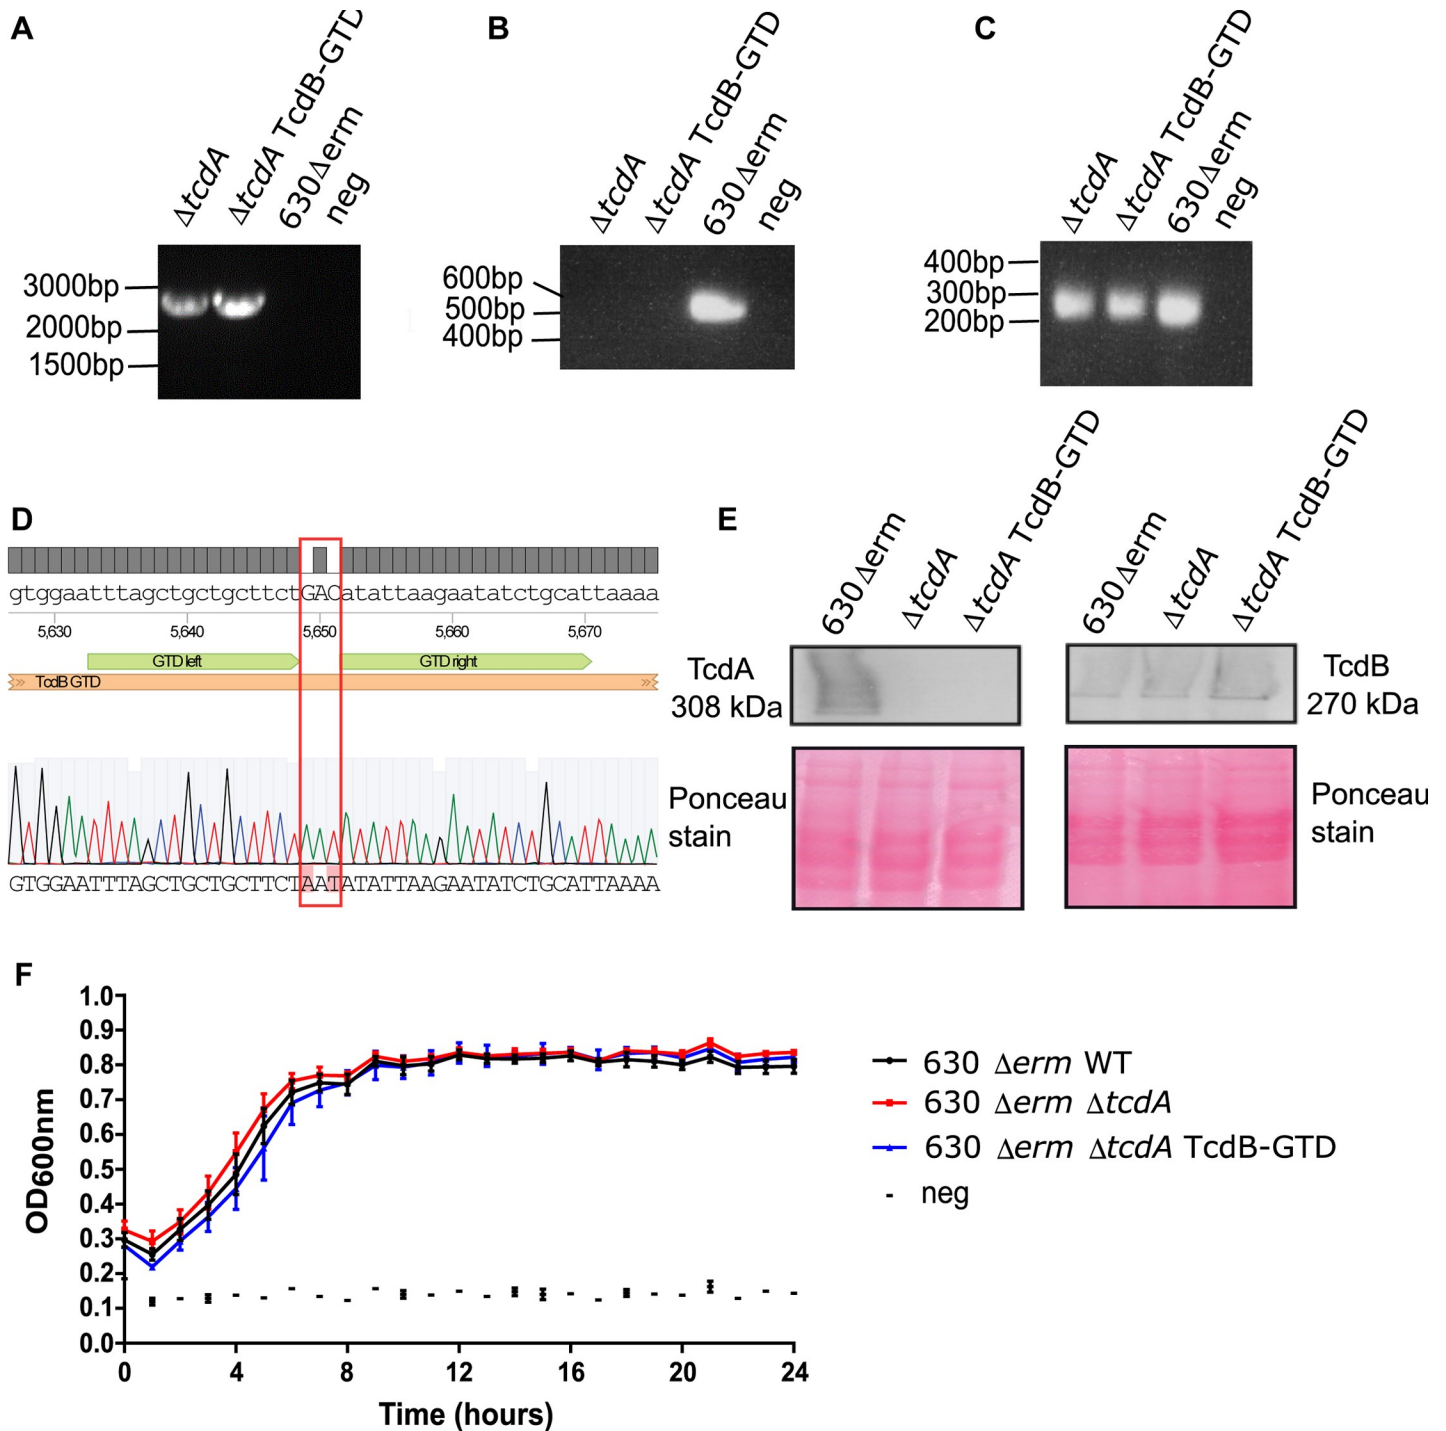 A
B
C
ΔtcdA
ΔtcdA TcdB-GTD
630Δerm
neg
3000bp
2000bp
1500bp
ΔtcdA
ΔtcdA TcdB-GTD
630Δerm
neg
600bp
500bp
400bp
ΔtcdA
ΔtcdA TcdB-GTD
630Δerm
neg
400bp
300bp
200bp
D
gtggaatttagctgctgcttctGACatattaagaatatctgcattaaaa
5,630 5,640 5,650 5,660 5,670
GTD left GTD right
TcdB GTD
GTGGAATTTAGCTGCTGCTTCTAATATATTAAGAATATCTGCATTAAAA
E
630Δerm
ΔtcdA
ΔtcdA TcdB-GTD
630Δerm
ΔtcdA
ΔtcdA TcdB-GTD
TcdA
308 kDa
TcdB
270 kDa
Ponceau
stain
Ponceau
stain
F
OD600nm
1.0
0.9
0.8
0.7
0.6
0.5
0.4
0.3
0.2
0.1
0.0
0 4 8 12 16 20 24
Time (hours)
630 Δerm WT
630 Δerm ΔtcdA
630 Δerm ΔtcdA TcdB-GTD
neg